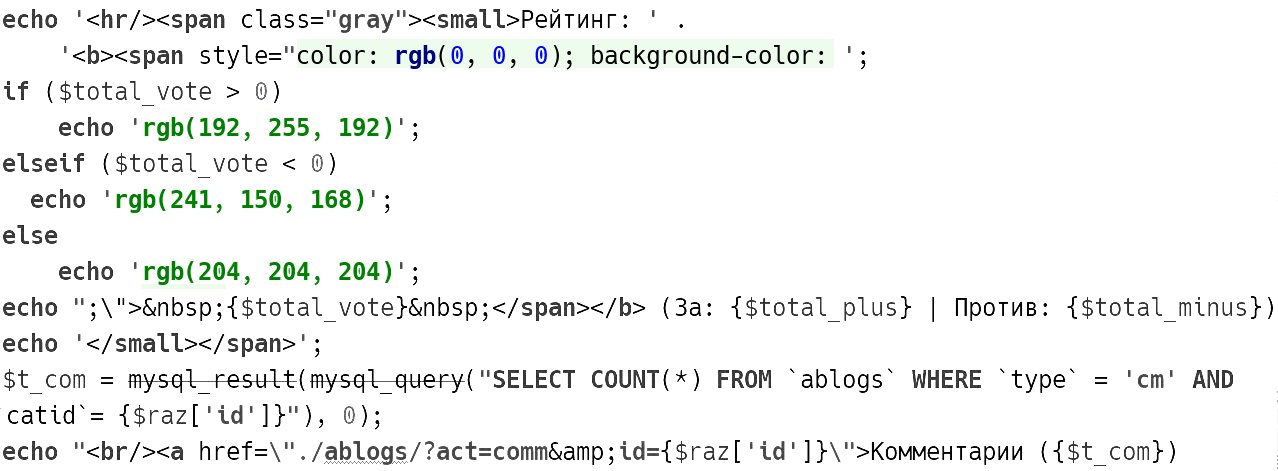 echo '<hr/><span class="gray"><small>Рейтинг: ' .
'<b><span style="color: rgb(0, 0, 0); background-color: ';
if ($total_vote > 0)
echo 'rgb(192, 255, 192)';
elseif ($total_vote < 0)
echo 'rgb(241, 150, 168)';
else
echo 'rgb(204, 204, 204)';
echo ";\">&nbsp;{$total_vote}&nbsp;</span></b> (За: {$total_plus} | Против: {$total_minus})
echo '</small></span>';
$t_com = mysql_result(mysql_query("SELECT COUNT(*) FROM `ablogs` WHERE `type` = 'cm' AND
catid`= {$raz['id']}"), 0);
echo "<br/><a href=\"./ablogs/?act=comm&amp;id={$raz['id']}\">Комментарии ({$t_com})